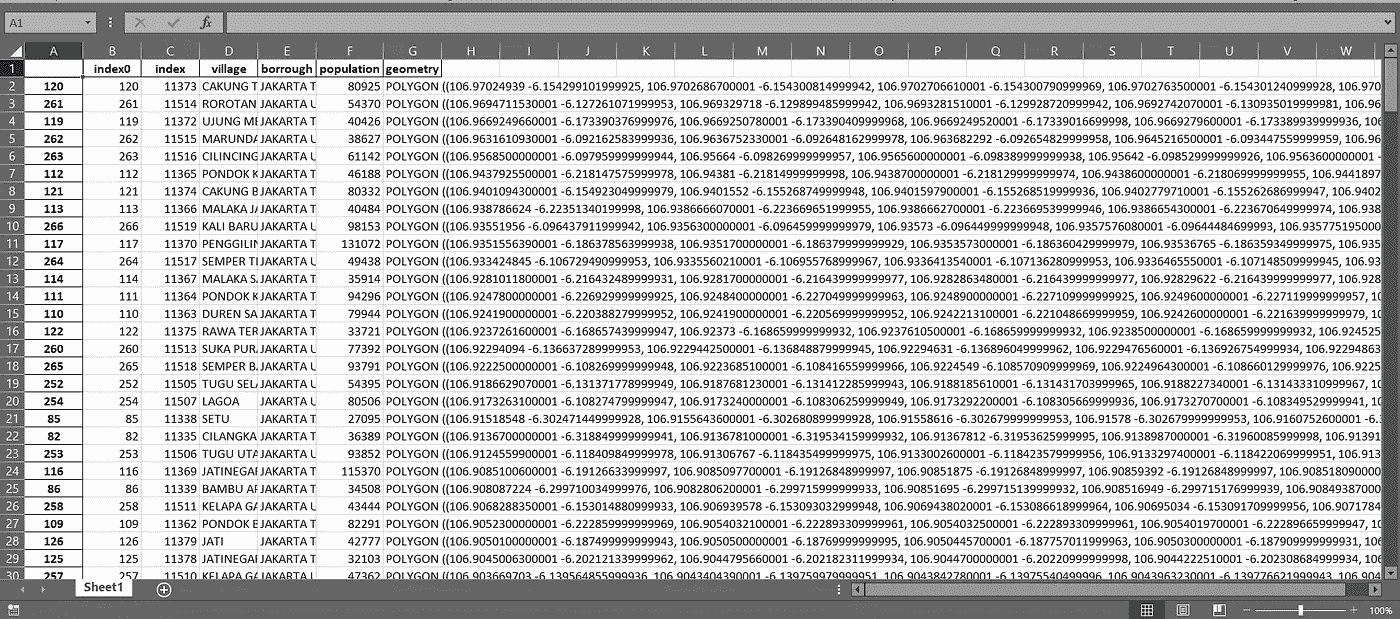 A1 fx
A B C D E F G H I J K L M N O P Q R S T U V W
1 index0 index village borrough population geometry
2 120 120 11373 CAKUNG T JAKARTA T 80925 POLYGON ((106.97024939 -6.154299101999925, 106.9702686700001 -6.154300814999942, 106.9702706610001 -6.154300790999969, 106.9702763500001 -6.154301240999928, 106.970
3 261 261 11514 ROROTAN JAKARTA U 54370 POLYGON ((106.9694711530001 -6.127261071999953, 106.969329718 -6.129899485999942, 106.9693281510001 -6.129928720999942, 106.9692742070001 -6.130935019999981, 106.96
4 119 119 11372 UJUNG ME JAKARTA T 40426 POLYGON ((106.9669249660001 -6.173390376999976, 106.9669250780001 -6.173390409999968, 106.9669249520001 -6.17339016699998, 106.9669279600001 -6.173389939999936, 106
5 262 262 11515 MARUNDA JAKARTA U 38627 POLYGON ((106.9631610930001 -6.092162583999936, 106.9636752330001 -6.092648162999978, 106.963682292 -6.092654829999958, 106.9645216500001 -6.093447559999959, 106.96
6 263 263 11516 CILINCING JAKARTA U 61142 POLYGON ((106.9568500000001 -6.097959999999944, 106.95664 -6.098269999999957, 106.9565600000001 -6.098389999999938, 106.95642 -6.098529999999926, 106.9563600000001 -
7 112 112 11365 PONDOK K JAKARTA T 46188 POLYGON ((106.9437925500001 -6.218147575999978, 106.94381 -6.21814999999998, 106.9438700000001 -6.218129999999974, 106.9438600000001 -6.218069999999955, 106.9441897
8 121 121 11374 CAKUNG B JAKARTA T 80332 POLYGON ((106.9401094300001 -6.154923049999979, 106.9401552 -6.155268749999948, 106.9401597900001 -6.155268519999936, 106.9402779710001 -6.155262686999947, 106.9402
9 113 113 11366 MALAKA JA JAKARTA T 40484 POLYGON ((106.938786624 -6.22351340199998, 106.9386666070001 -6.223669651999955, 106.9386662700001 -6.223669539999946, 106.9386654300001 -6.223670649999974, 106.938
10 266 266 11519 KALI BARU JAKARTA U 98153 POLYGON ((106.93551956 -6.096437911999942, 106.9356300000001 -6.096459999999979, 106.93573 -6.096449999999948, 106.9357576080001 -6.09644484699993, 106.935775195000
11 117 117 11370 PENGGILIN JAKARTA T 131072 POLYGON ((106.9351556390001 -6.186378563999938, 106.9351700000001 -6.186379999999929, 106.9353573000001 -6.186360429999979, 106.93536765 -6.186359349999975, 106.935
12 264 264 11517 SEMPER TI JAKARTA U 49438 POLYGON ((106.933424845 -6.106729490999953, 106.9335560210001 -6.106955768999967, 106.9336413540001 -6.107136280999953, 106.9336465550001 -6.107148509999945, 106.93
13 114 114 11367 MALAKA S. JAKARTA T 35914 POLYGON ((106.9281011800001 -6.216432489999931, 106.9281700000001 -6.216439999999977, 106.9282863480001 -6.216439999999977, 106.92829622 -6.216439999999977, 106.928
14 111 111 11364 PONDOK K JAKARTA T 94296 POLYGON ((106.9247800000001 -6.226929999999925, 106.9248400000001 -6.227049999999963, 106.9248900000001 -6.227109999999925, 106.9249600000001 -6.227119999999957, 10
15 110 110 11363 DUREN SA JAKARTA T 79944 POLYGON ((106.9241900000001 -6.220388279999952, 106.9241900000001 -6.220569999999952, 106.9242213100001 -6.221048669999959, 106.9242600000001 -6.221639999999979, 10
16 122 122 11375 RAWA TER JAKARTA T 33721 POLYGON ((106.9237261600001 -6.168657439999947, 106.92373 -6.168659999999932, 106.9237610500001 -6.168659999999932, 106.9238500000001 -6.168659999999932, 106.924525
17 260 260 11513 SUKA PUR. JAKARTA U 77392 POLYGON ((106.92294094 -6.136637289999953, 106.9229442600001 -6.136848879999945, 106.92294631 -6.136896049999962, 106.9229476560001 -6.136926754999934, 106.92294863
18 265 265 11518 SEMPER B. JAKARTA U 93791 POLYGON ((106.9222500000001 -6.108269999999948, 106.9223685100001 -6.108416559999966, 106.9224549 -6.108570909999969, 106.9224964300001 -6.108660129999976, 106.9225
19 252 252 11505 TUGU SEL. JAKARTA U 54395 POLYGON ((106.9186629070001 -6.131371778999949, 106.9187681230001 -6.131412285999943, 106.9188185610001 -6.131431703999965, 106.9188227340001 -6.131433310999967, 10
20 254 254 11507 LAGOA JAKARTA U 80506 POLYGON ((106.9173263100001 -6.108274799999947, 106.9173240000001 -6.108306259999949, 106.9173292200001 -6.108305669999936, 106.9173270700001 -6.108349529999941, 10
21 85 85 11338 SETU JAKARTA T 27095 POLYGON ((106.91518548 -6.302471449999928, 106.9155643600001 -6.302680899999928, 106.91558616 -6.302679999999953, 106.91578 -6.302679999999953, 106.9160752600001 -6.
22 82 82 11335 CILANGKA JAKARTA T 36389 POLYGON ((106.9136700000001 -6.318849999999941, 106.9136781000001 -6.319534159999932, 106.91367812 -6.31953625999995, 106.9138987000001 -6.31960085999998, 106.91391
23 253 253 11506 TUGU UTA JAKARTA U 93852 POLYGON ((106.9124559900001 -6.118409849999978, 106.91306767 -6.118435499999975, 106.9133002600001 -6.118423579999956, 106.9133297400001 -6.118422069999951, 106.913
24 116 116 11369 JATINEGAI JAKARTA T 115370 POLYGON ((106.9085100600001 -6.19126633999997, 106.9085097700001 -6.19126848999997, 106.90851875 -6.19126848999997, 106.90859392 -6.19126848999997, 106.908518090000
25 86 86 11339 BAMBU AF JAKARTA T 34508 POLYGON ((106.908087224 -6.299710034999976, 106.9082806200001 -6.299715999999933, 106.90851695 -6.299715139999932, 106.908516949 -6.299715176999939, 106.90849387000
26 258 258 11511 KELAPA GA JAKARTA U 43444 POLYGON ((106.9068288350001 -6.153014880999933, 106.906939578 -6.153093032999948, 106.9069438020001 -6.153086618999964, 106.90695034 -6.153091709999956, 106.9071784
27 109 109 11362 PONDOK E JAKARTA T 82291 POLYGON ((106.9052300000001 -6.222859999999969, 106.9054032100001 -6.222893309999961, 106.9054032500001 -6.222893309999961, 106.9054019700001 -6.222896659999947, 10
28 126 126 11379 JATI JAKARTA T 42777 POLYGON ((106.9050100000001 -6.187499999999943, 106.9050100000001 -6.18769599999995, 106.9050445700001 -6.187757011999963, 106.9050300000001 -6.187909999999931, 106
29 125 125 11378 JATINEGAI JAKARTA T 32103 POLYGON ((106.9045006300001 -6.202121339999962, 106.9044795660001 -6.202182311999934, 106.9044700000001 -6.20220999999998, 106.9044222510001 -6.202308684999934, 106
30 257 257 11510 KELAPA GA JAKARTA U 47362 POLYGON ((106.903669703 -6.139564855999936, 106.9043404390001 -6.139759979999951, 106.9043842780001 -6.13975540499996, 106.9043963230001 -6.139776621999943, 106.904
Sheet1
100%